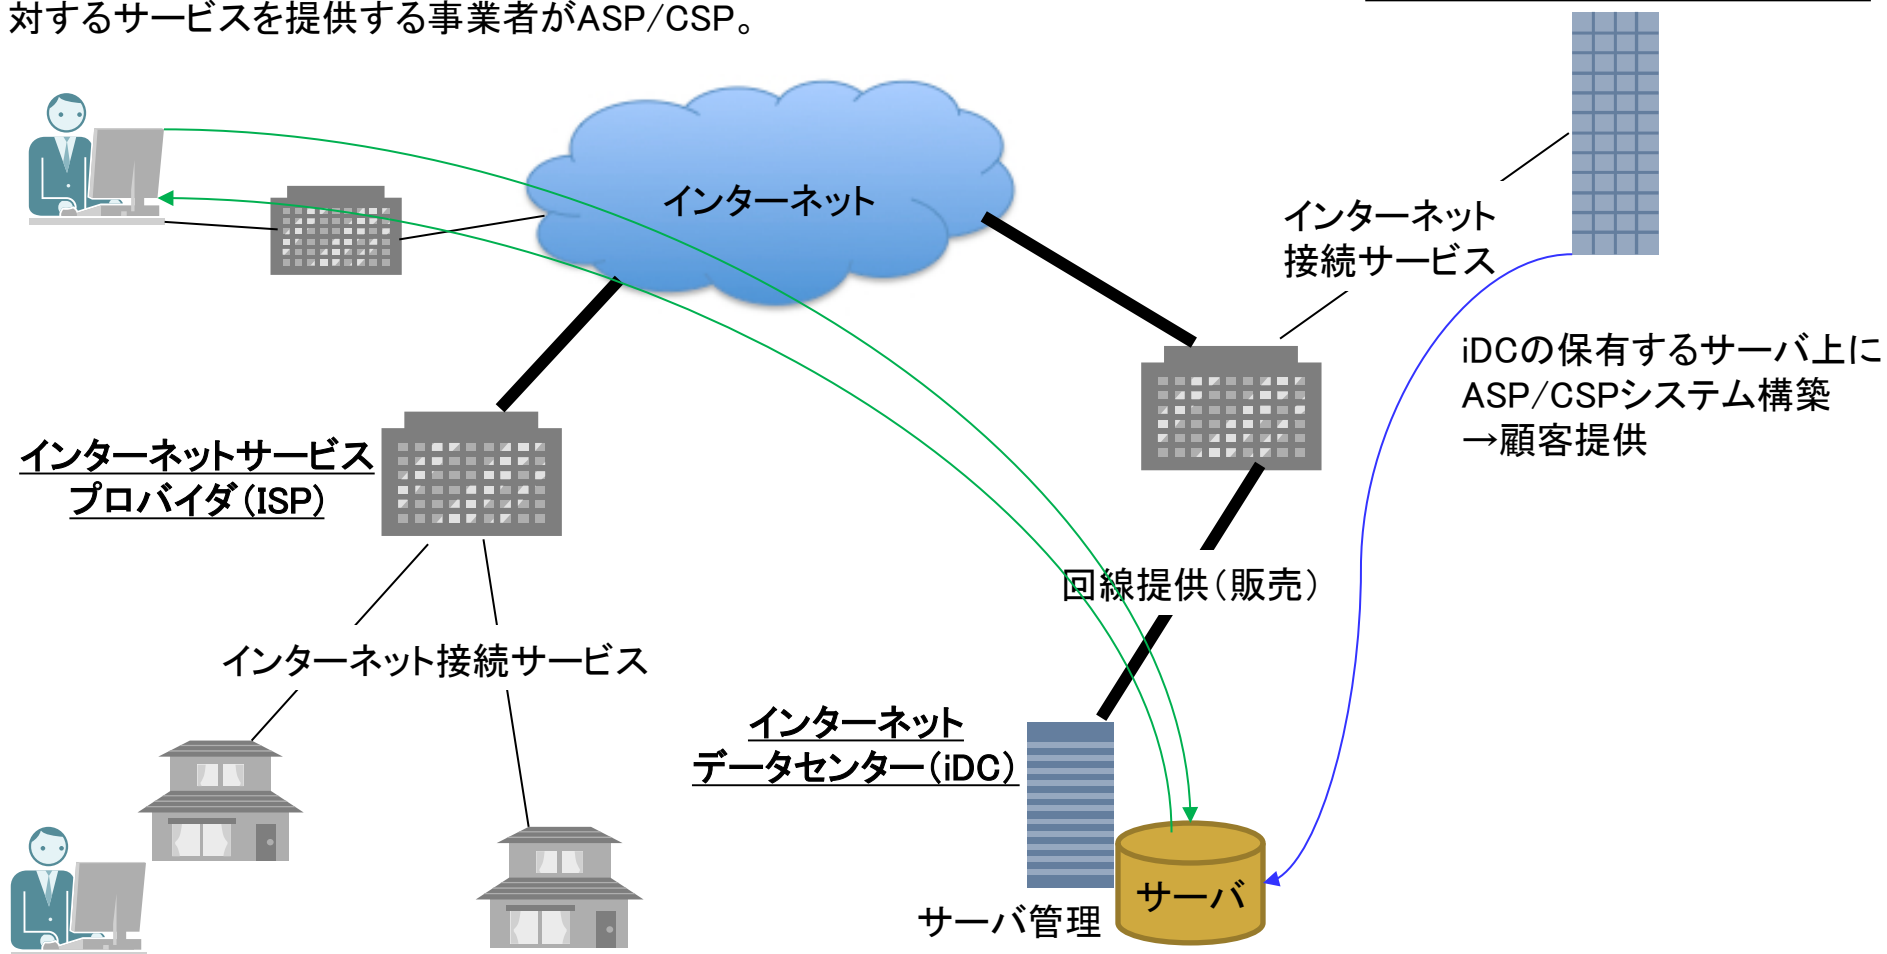 対するサービスを提供する事業者がASP/CSP。
インターネット
インターネット
接続サービス
iDCの保有するサーバ上に
ASP/CSPシステム構築
→顧客提供
インターネットサービス
プロバイダ(ISP)
回線提供(販売)
インターネット接続サービス
インターネット
データセンター(iDC)
サーバ
サーバ管理